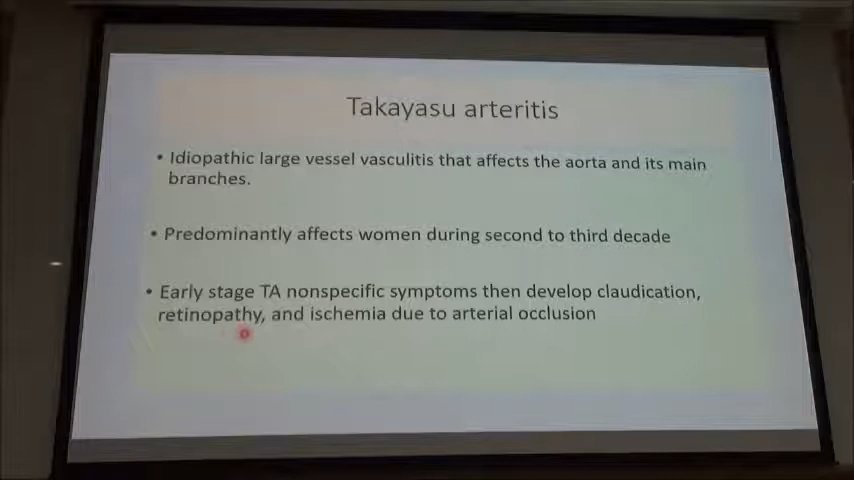 Takayasu arteritis
• Idiopathic large vessel vasculitis that affects the aorta and its main
branches.
• Predominantly affects women during second to third decade
• Early stage TA nonspecific symptoms then develop claudication,
retinopathy, and ischemia due to arterial occlusion